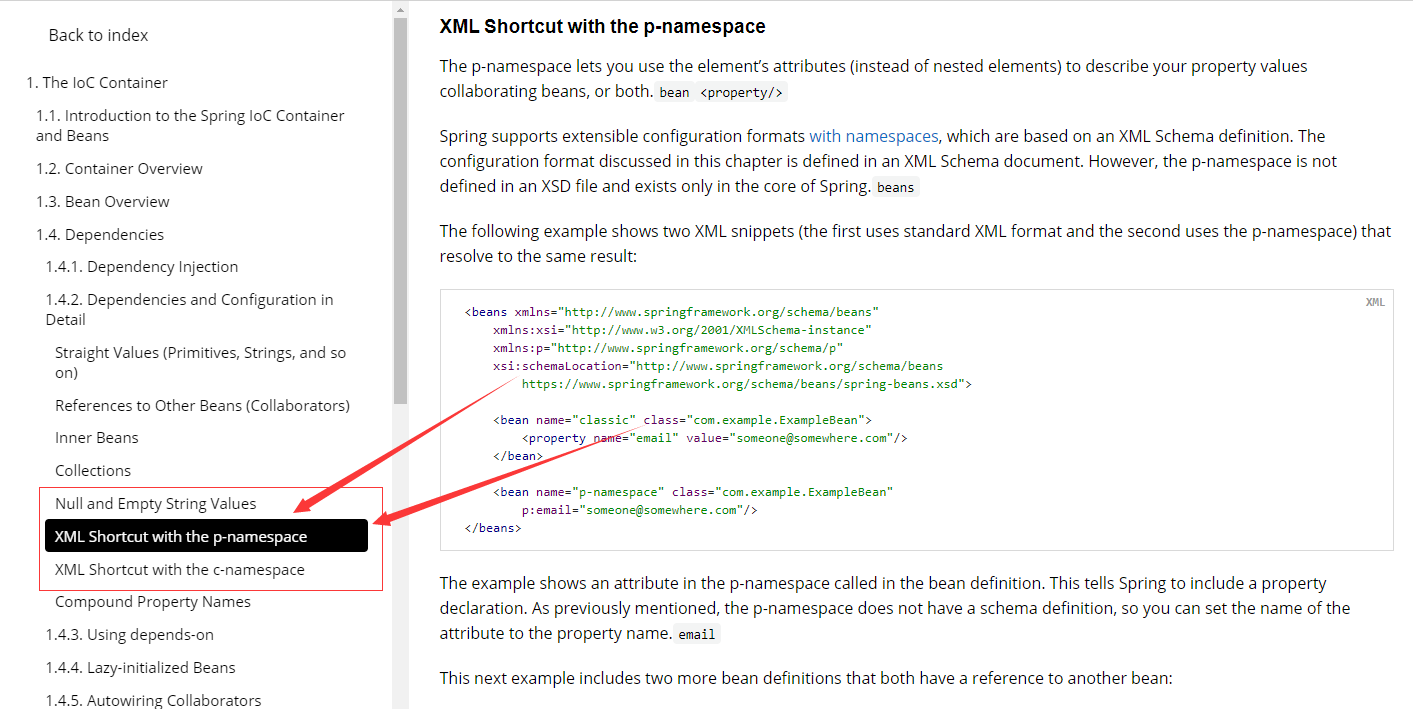 Back to index
1. The IoC Container
1.1. Introduction to the Spring IoC Container
and Beans
1.2. Container Overview
1.3. Bean Overview
1.4. Dependencies
1.4.1. Dependency Injection
1.4.2. Dependencies and Configuration in
Detail
Straight Values (Primitives, Strings, and so
on)
References to Other Beans (Collaborators)
Inner Beans
Collections
Null and Empty String Values
XML Shortcut with the p-namespace
XML Shortcut with the c-namespace
Compound Property Names
1.4.3. Using depends-on
1.4.4. Lazy-initialized Beans
1.4.5. Autowiring Collaborators
XML Shortcut with the p-namespace
The p-namespace lets you use the element’s attributes (instead of nested elements) to describe your property values
collaborating beans, or both. bean <property/>
Spring supports extensible configuration formats with namespaces, which are based on an XML Schema definition. The
configuration format discussed in this chapter is defined in an XML Schema document. However, the p-namespace is not
defined in an XSD file and exists only in the core of Spring. beans
The following example shows two XML snippets (the first uses standard XML format and the second uses the p-namespace) that
resolve to the same result:
XML
<beans xmlns="http://www.springframework.org/schema/beans"
xmlns:xsi="http://www.w3.org/2001/XMLSchema-instance"
xmlns:p="http://www.springframework.org/schema/p"
xsi:schemaLocation="http://www.springframework.org/schema/beans
https://www.springframework.org/schema/beans/spring-beans.xsd">
<bean name="classic" class="com.example.ExampleBean">
<property name="email" value="someone@somewhere.com"/>
</bean>
<bean name="p-namespace" class="com.example.ExampleBean"
p:email="someone@somewhere.com"/>
</beans>
The example shows an attribute in the p-namespace called in the bean definition. This tells Spring to include a property
declaration. As previously mentioned, the p-namespace does not have a schema definition, so you can set the name of the
attribute to the property name. email
This next example includes two more bean definitions that both have a reference to another bean: